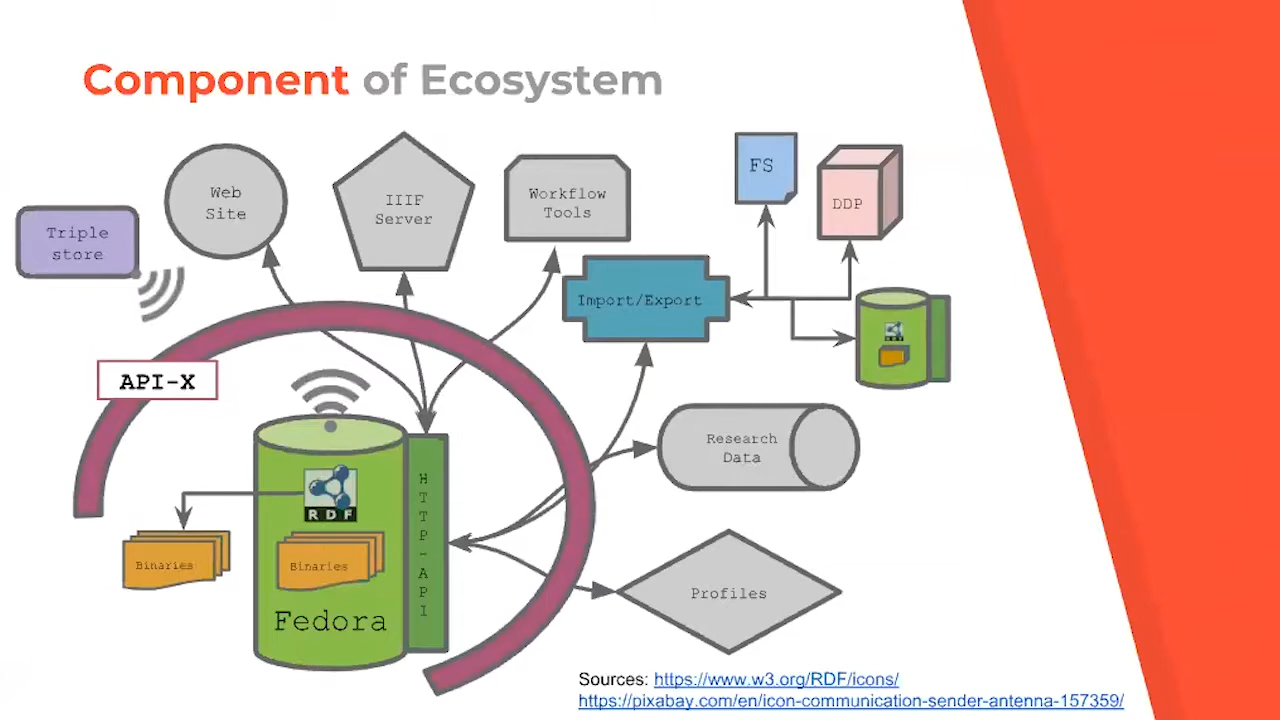 Component of Ecosystem
Web
Site
IIIF
Server
Workflow
Tools
FS
DDP
Triple
store
Import/Export
API-X
Research
Data
HTTP-API
RDF
Binaries
Binaries
Fedora
Profiles
Sources: https://www.w3.org/RDF/icons/
https://pixabay.com/en/icon-communication-sender-antenna-157359/